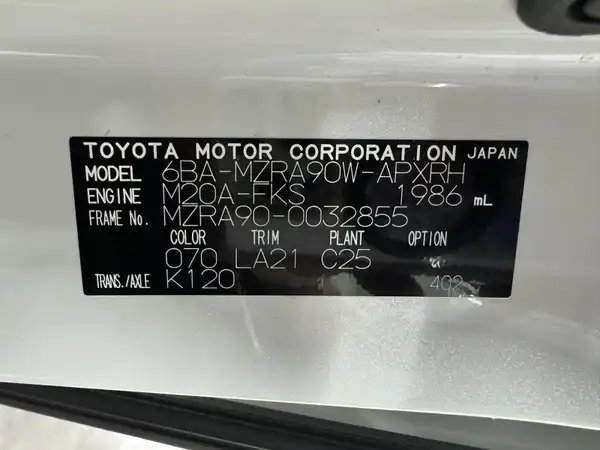 TOYOTA MOTOR CORPORATION JAPAN
MODEL 6BA-MZRA90W-APXRH
ENGINE M20A-FKS 1986 mL
FRAME No. MZRA90-0032855
COLOR TRIM PLANT OPTION
070 LA21 C25
TRANS./AXLE K120 402